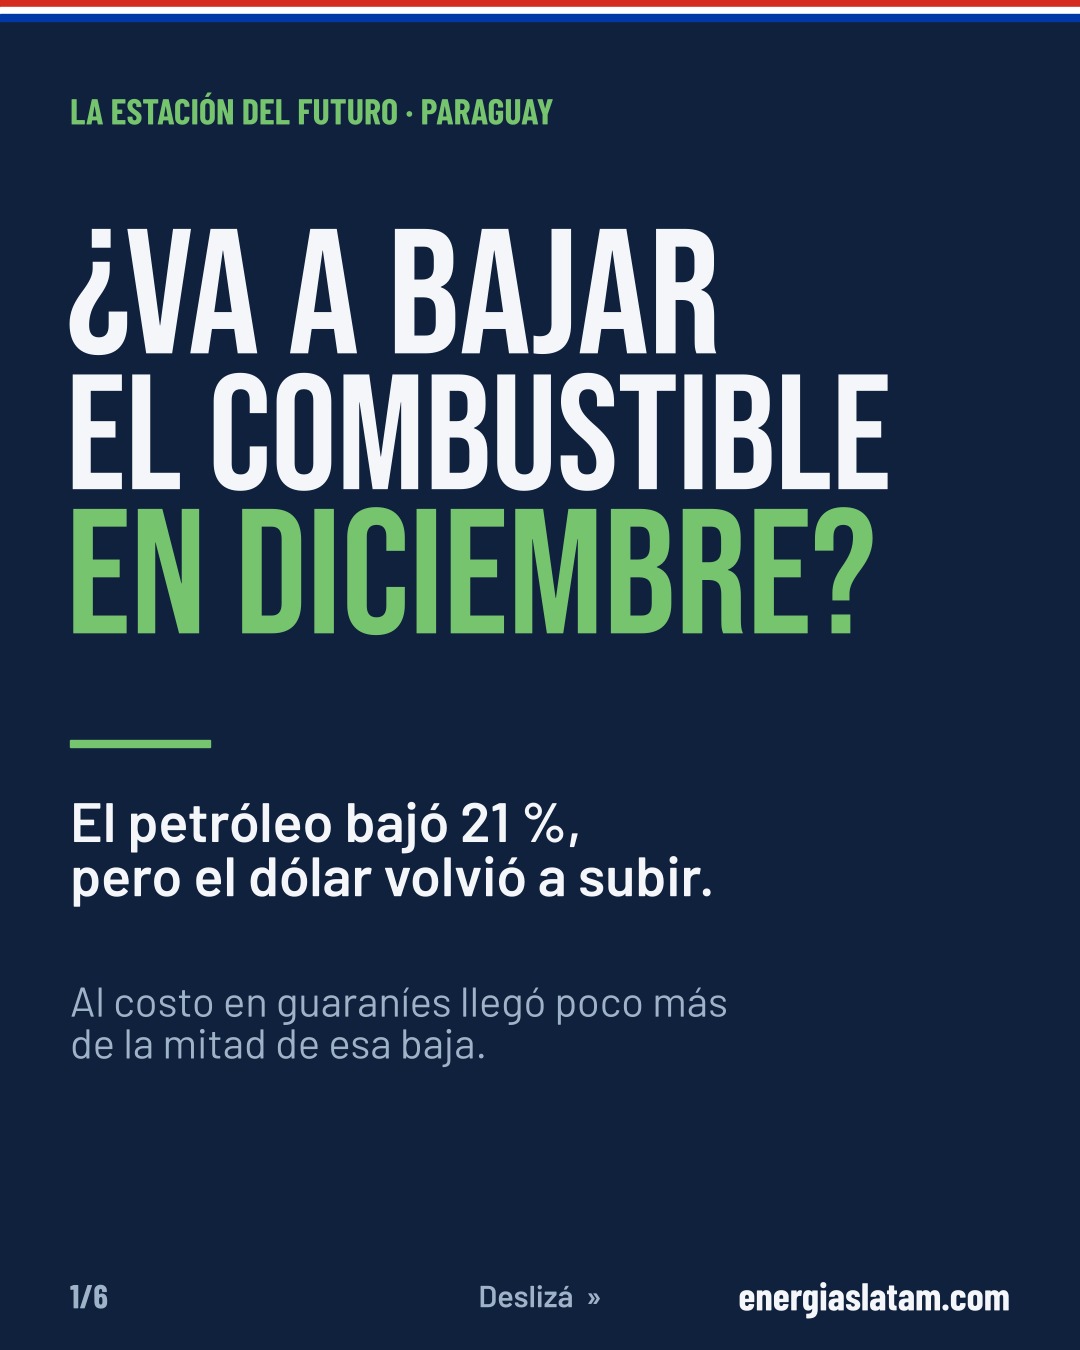 LA ESTACIÓN DEL FUTURO · PARAGUAY
¿VA A BAJAR
EL COMBUSTIBLE
EN DICIEMBRE?
El petróleo bajó 21 %,
pero el dólar volvió a subir.
Al costo en guaraníes llegó poco más
de la mitad de esa baja.
1/6
Deslizá »
energiaslatam.com